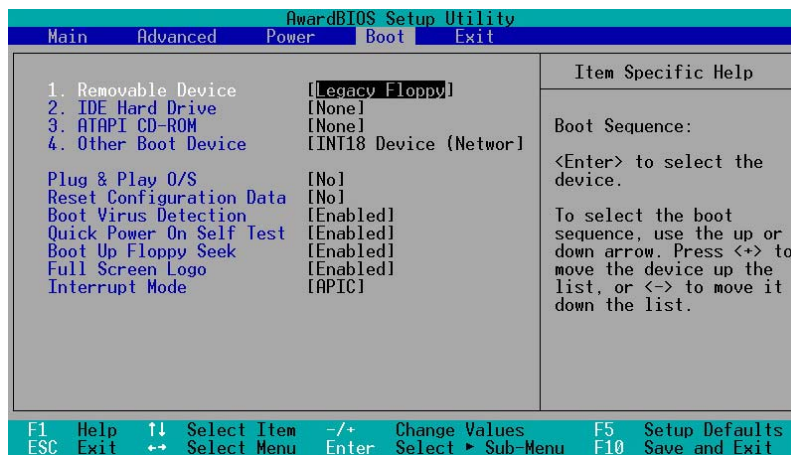 AwardBIOS Setup Utility
Main Advanced Power Boot Exit
1. Removable Device [Legacy Floppy]
2. IDE Hard Drive [None]
3. ATAPI CD-ROM [None]
4. Other Boot Device [INT18 Device (Networ]
Plug & Play O/S [No]
Reset Configuration Data [No]
Boot Virus Detection [Enabled]
Quick Power On Self Test [Enabled]
Boot Up Floppy Seek [Enabled]
Full Screen Logo [Enabled]
Interrupt Mode [APIC]
Item Specific Help
Boot Sequence:
<Enter> to select the
device.
To select the boot
sequence, use the up or
down arrow. Press <+> to
move the device up the
list, or <-> to move it
down the list.
F1 Help ↑↓ Select Item -/+ Change Values F5 Setup Defaults
ESC Exit ←→ Select Menu Enter Select ► Sub-Menu F10 Save and Exit